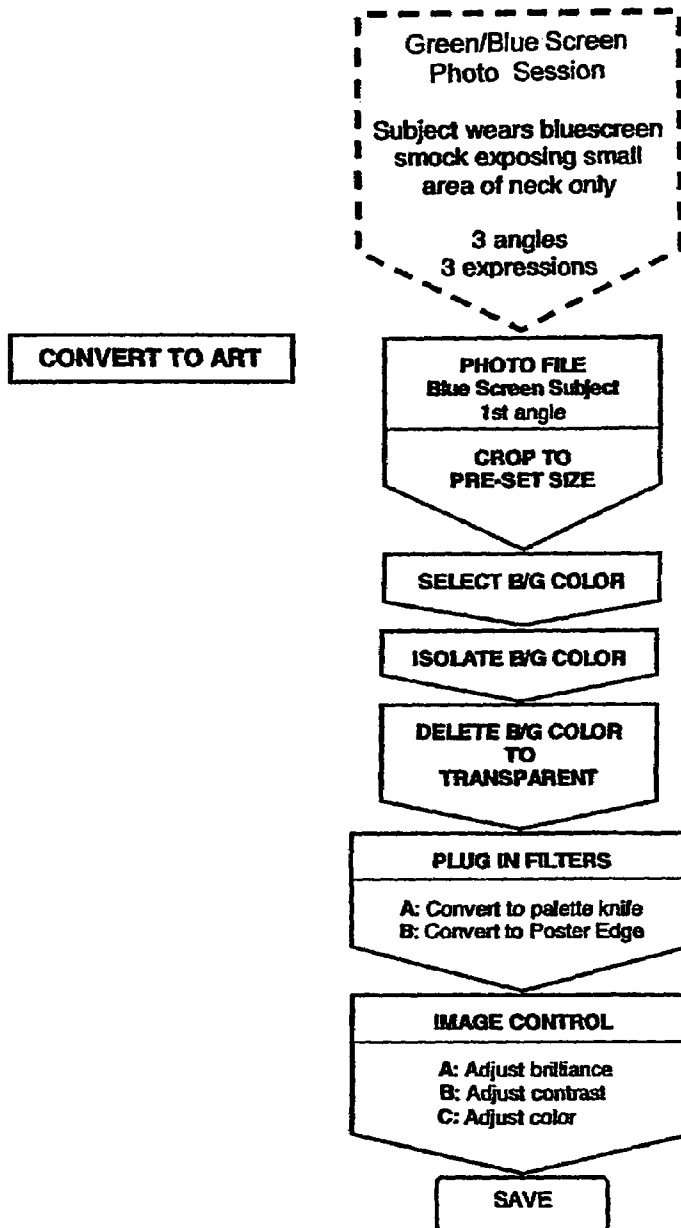 Green/Blue Screen
Photo Session
Subject wears bluescreen
smock exposing small
area of neck only
3 angles
3 expressions
CONVERT TO ART
PHOTO FILE
Blue Screen Subject
1st angle
CROP TO
PRE-SET SIZE
SELECT B/G COLOR
ISOLATE B/G COLOR
DELETE B/G COLOR
TO
TRANSPARENT
PLUG IN FILTERS
A: Convert to palette knife
B: Convert to Poster Edge
IMAGE CONTROL
A: Adjust brilliance
B: Adjust contrast
C: Adjust color
SAVE